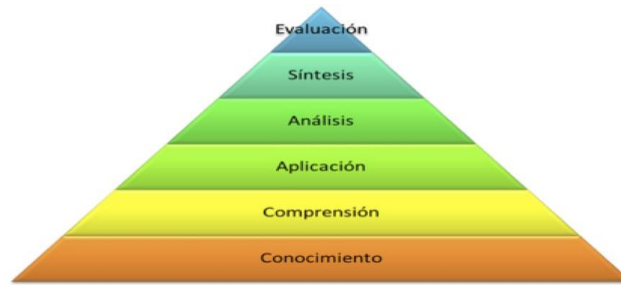 Evaluación
Síntesis
Análisis
Aplicación
Comprensión
Conocimiento